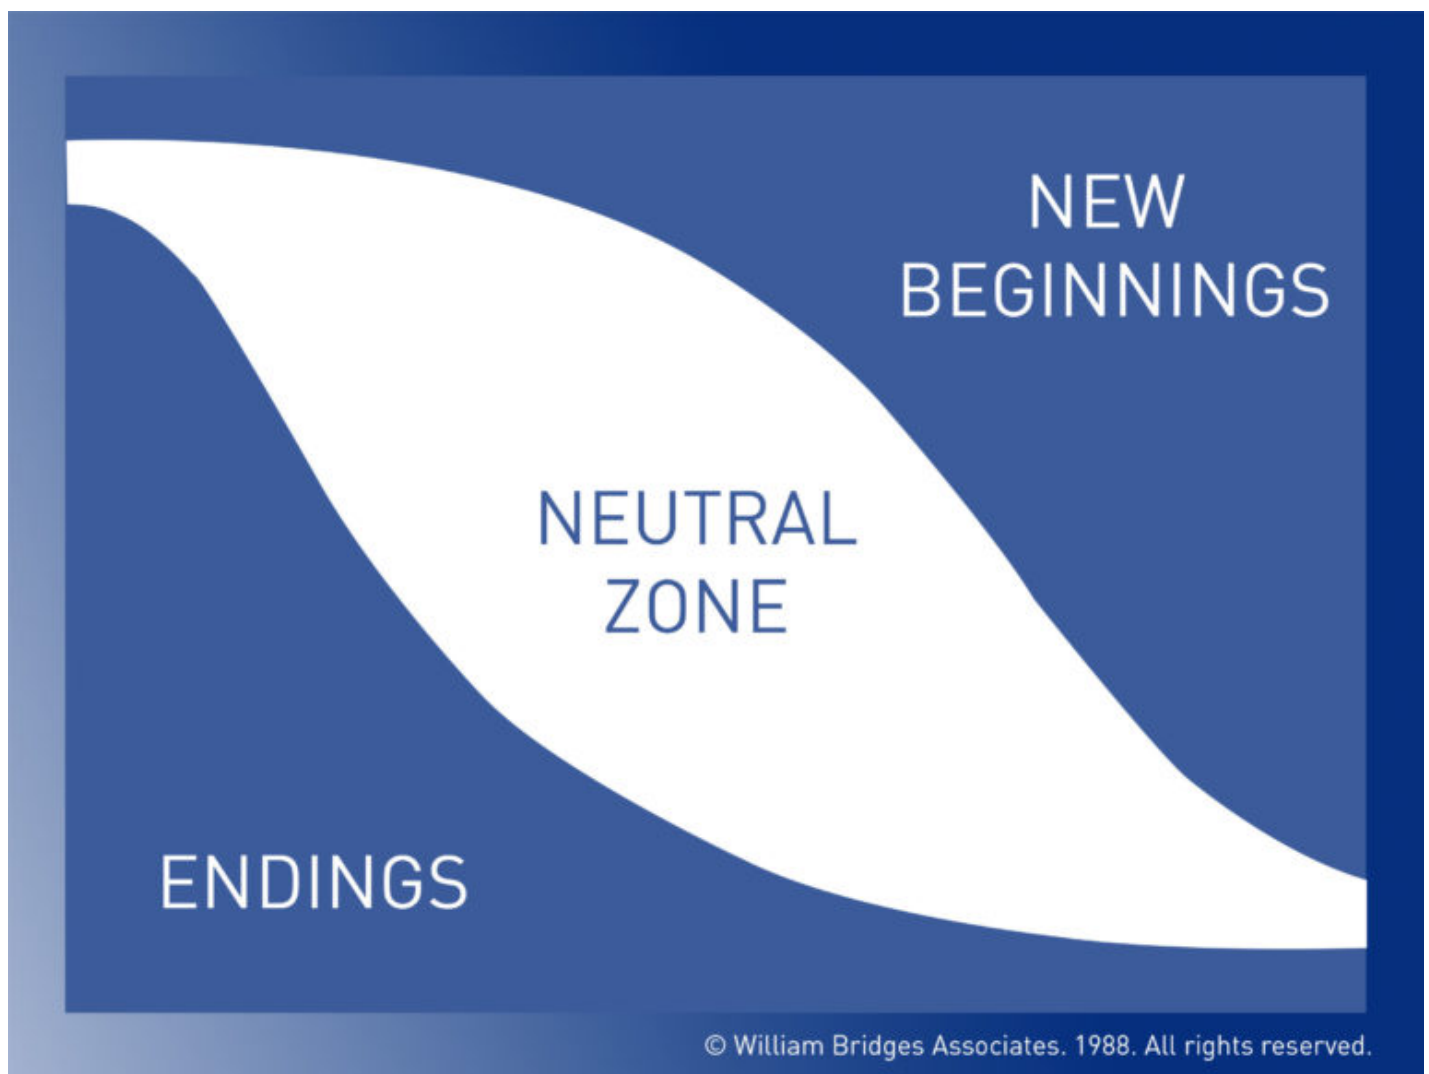 NEW
BEGINNINGS
NEUTRAL
ZONE
ENDINGS
© William Bridges Associates. 1988. All rights reserved.